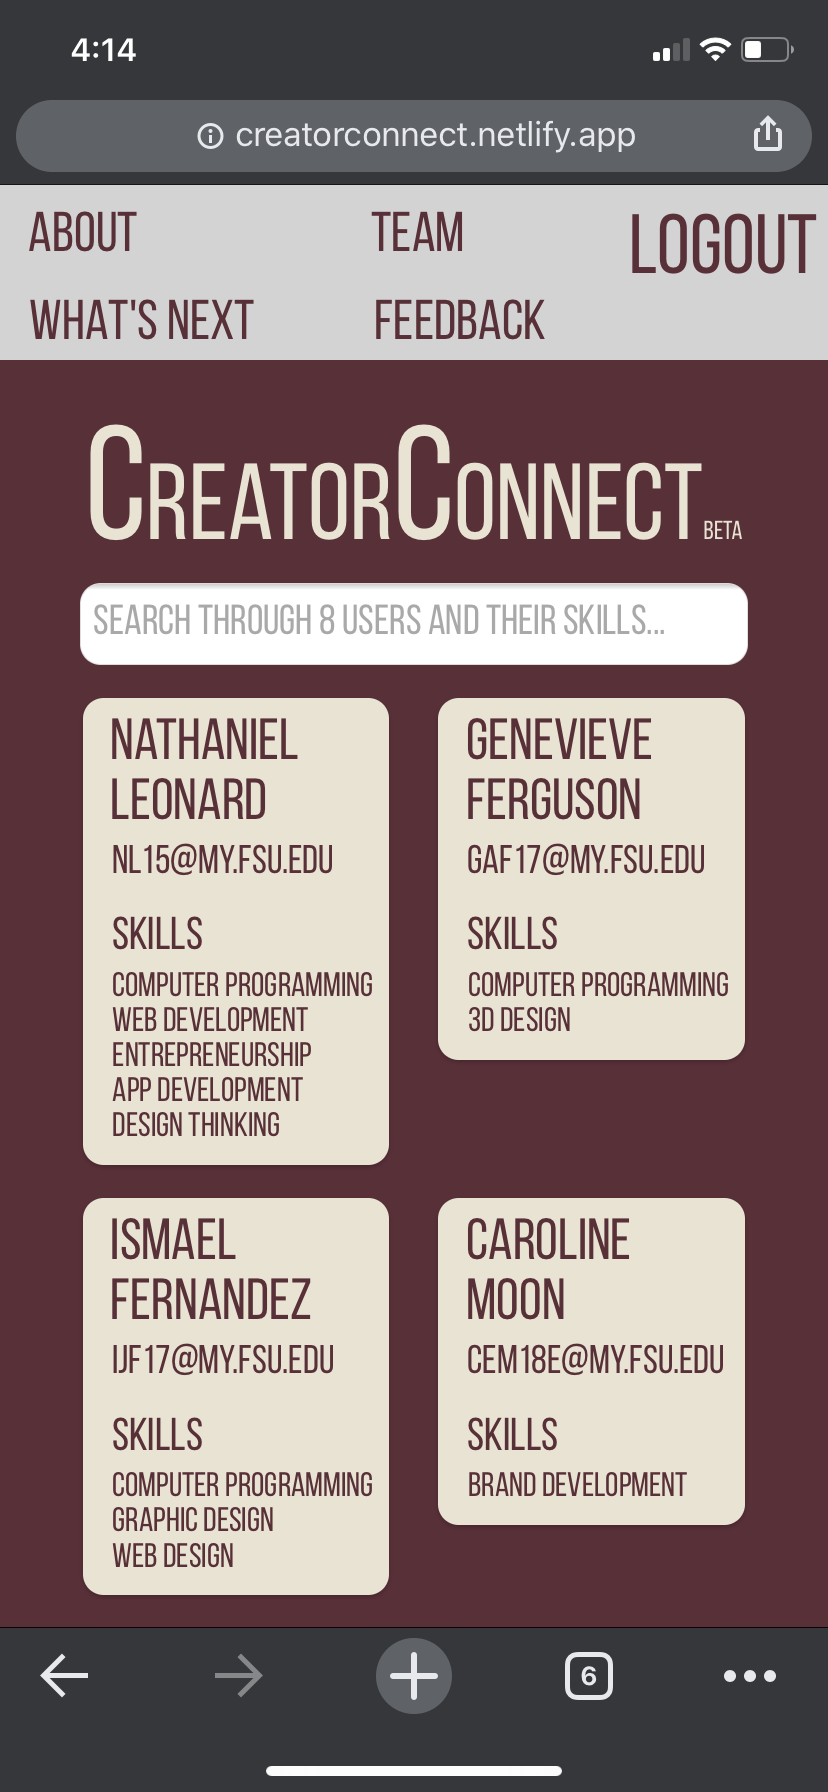 4:14
creatorconnect.netlify.app
ABOUT TEAM LOGOUT
WHAT'S NEXT FEEDBACK
CREATORCONNECT BETA
SEARCH THROUGH 8 USERS AND THEIR SKILLS...
NATHANIEL
LEONARD
NL15@MY.FSU.EDU
SKILLS
COMPUTER PROGRAMMING
WEB DEVELOPMENT
ENTREPRENEURSHIP
APP DEVELOPMENT
DESIGN THINKING
GENEVIEVE
FERGUSON
GAF17@MY.FSU.EDU
SKILLS
COMPUTER PROGRAMMING
3D DESIGN
ISMAEL
FERNANDEZ
IJF17@MY.FSU.EDU
SKILLS
COMPUTER PROGRAMMING
GRAPHIC DESIGN
WEB DESIGN
CAROLINE
MOON
CEM18E@MY.FSU.EDU
SKILLS
BRAND DEVELOPMENT
6